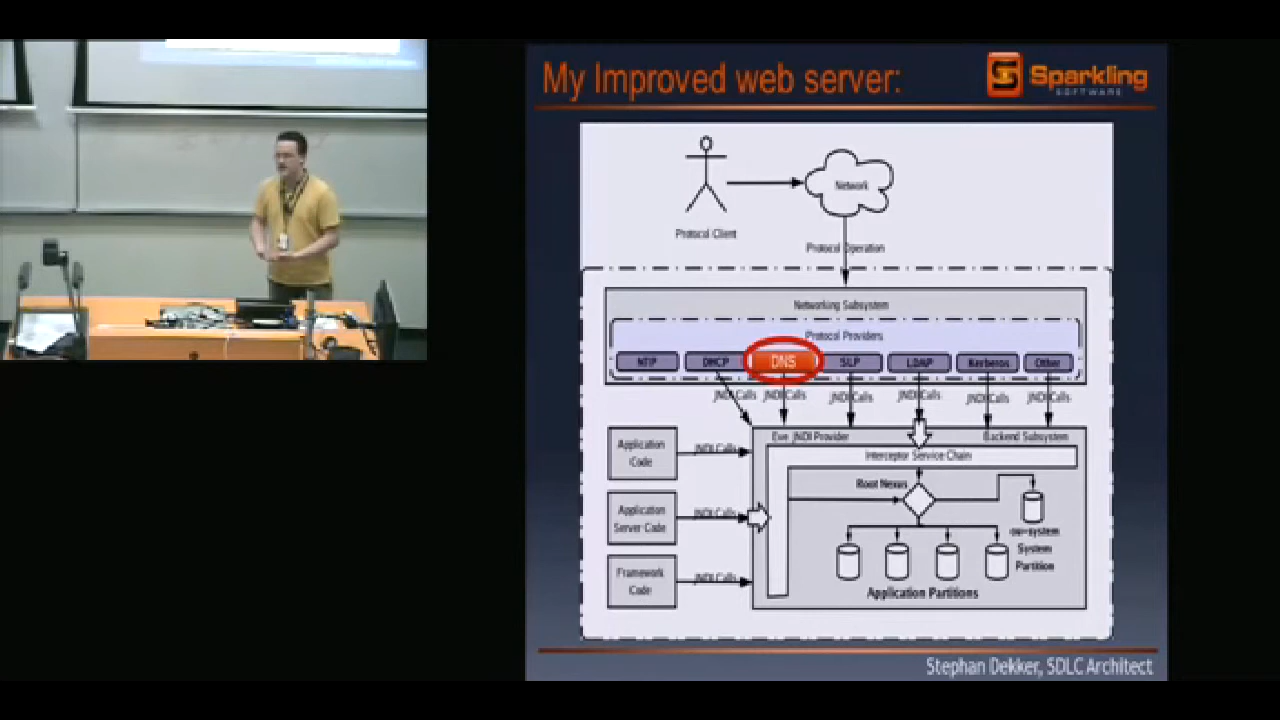 My Improved web server:
Sparkling
SOFTWARE
Network
Protocol Client
Protocol Operation
Networking Subsystem
Protocol Providers
NTP
DHCP
DNS
SLP
LDAP
Kerberos
Other
JNDI Calls
JNDI Calls
JNDI Calls
JNDI Calls
JNDI Calls
JNDI Calls
Application
Code
JNDI Calls
Eve JNDI Provider
Backend Subsystem
Interceptor Service Chain
Root Nexus
Application
Server Code
JNDI Calls
ou=system
System
Partition
Framework
Code
JNDI Calls
Application Partitions
Stephan Dekker, SDLC Architect